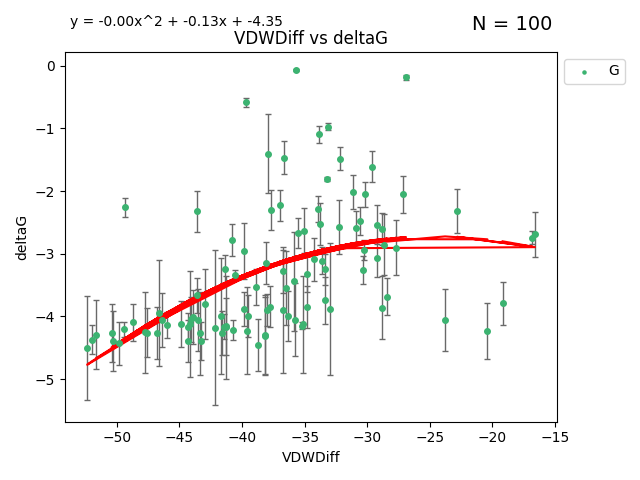 y = -0.00x^2 + -0.13x + -4.35
N = 100
VDWDiff vs deltaG
G
deltaG
0
−1
−2
−3
−4
−5
−50
−45
−40
−35
−30
−25
−20
−15
VDWDiff